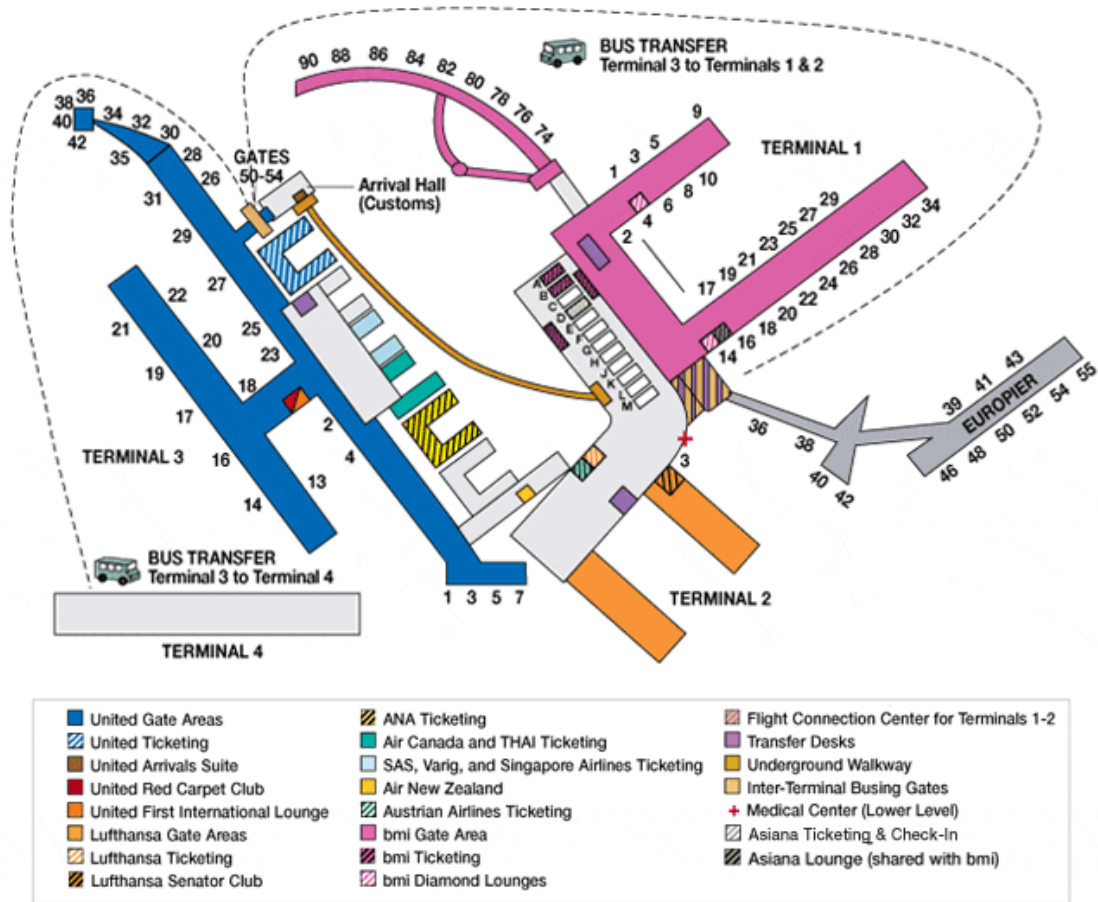 BUS TRANSFER
Terminal 3 to Terminals 1 & 2
90 88 86 84 82 80 78 76 74
38 36
40 34 32 30
42 35 28
31 26
29
27
25
23
GATES
50-54
Arrival Hall
(Customs)
9
5
3
1
10
8
6
4
2
TERMINAL 1
29
27
25
23
21
19
17
34
32
30
28
26
24
22
20
18
16
14
A
B
C
D
E
F
G
H
J
K
L
M
22
21
20
19
18
17
16
14
13
2
4
TERMINAL 3
36
38
40
42
39
41
43
EUROPIER
55
54
52
50
48
46
3
BUS TRANSFER
Terminal 3 to Terminal 4
1 3 5 7
TERMINAL 2
TERMINAL 4
United Gate Areas
United Ticketing
United Arrivals Suite
United Red Carpet Club
United First International Lounge
Lufthansa Gate Areas
Lufthansa Ticketing
Lufthansa Senator Club
ANA Ticketing
Air Canada and THAI Ticketing
SAS, Varig, and Singapore Airlines Ticketing
Air New Zealand
Austrian Airlines Ticketing
bmi Gate Area
bmi Ticketing
bmi Diamond Lounges
Flight Connection Center for Terminals 1-2
Transfer Desks
Underground Walkway
Inter-Terminal Busing Gates
Medical Center (Lower Level)
Asiana Ticketing & Check-In
Asiana Lounge (shared with bmi)